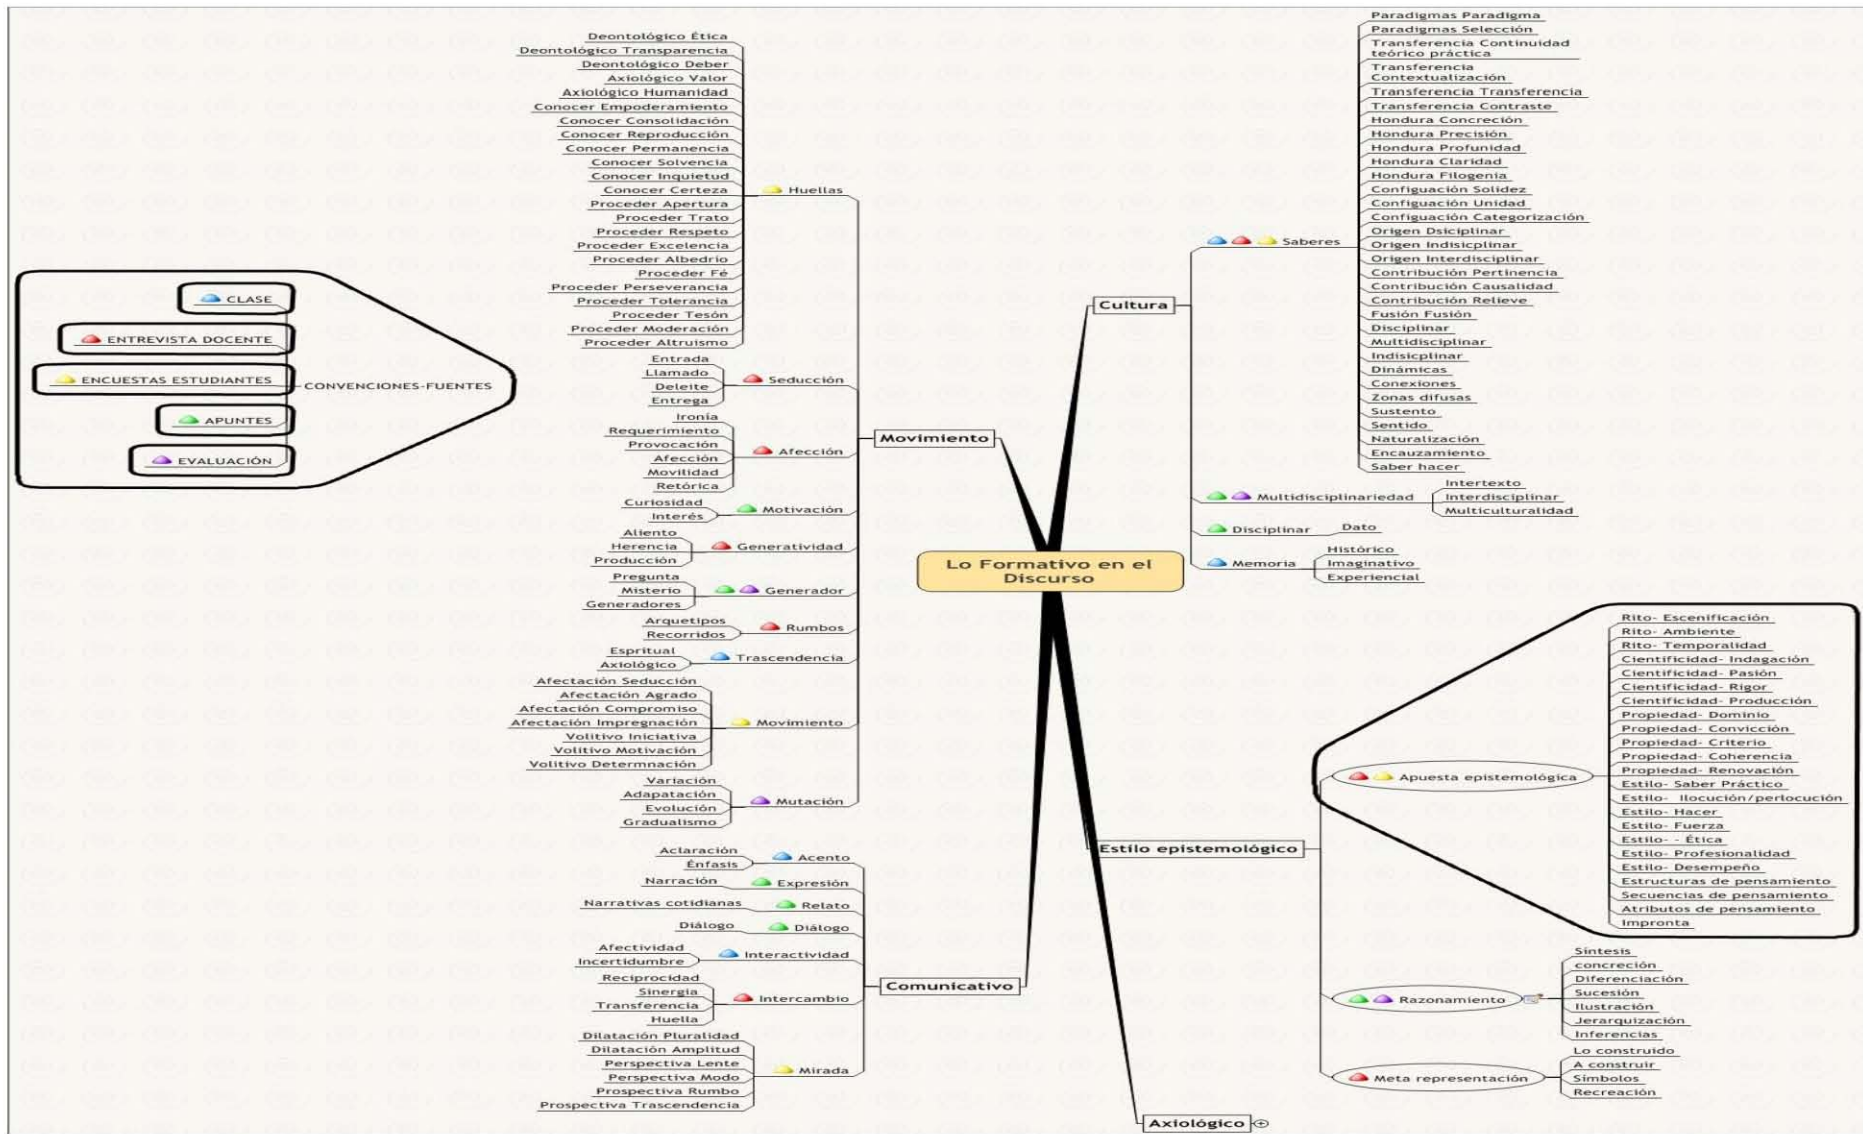 Lo Formativo en el
Discurso
CONVENCIONES-FUENTES
CLASE
ENTREVISTA DOCENTE
ENCUESTAS ESTUDIANTES
APUNTES
EVALUACIÓN
Movimiento
Huellas
Deontológico Ética
Deontológico Transparencia
Deontológico Deber
Axiológico Valor
Axiológico Humanidad
Conocer Empoderamiento
Conocer Consolidación
Conocer Reproducción
Conocer Permanencia
Conocer Solvencia
Conocer Inquietud
Conocer Certeza
Proceder Apertura
Proceder Trato
Proceder Respeto
Proceder Excelencia
Proceder Albedrío
Proceder Fé
Proceder Perseverancia
Proceder Tolerancia
Proceder Tesón
Proceder Moderación
Proceder Altruismo
Seducción
Entrada
Llamado
Deleite
Entrega
Afección
Ironía
Requerimiento
Provocación
Afección
Movilidad
Retórica
Motivación
Curiosidad
Interés
Generatividad
Aliento
Herencia
Producción
Generador
Pregunta
Misterio
Generadores
Rumbos
Arquetipos
Recorridos
Trascendencia
Espritual
Axiológico
Movimiento
Afectación Seducción
Afectación Agrado
Afectación Compromiso
Afectación Impregnación
Volitivo Iniciativa
Volitivo Motivación
Volitivo Determnación
Mutación
Variación
Adapatación
Evolución
Gradualismo
Comunicativo
Acento
Aclaración
Énfasis
Expresión
Narración
Relato
Narrativas cotidianas
Diálogo
Diálogo
Interactividad
Afectividad
Incertidumbre
Intercambio
Reciprocidad
Sinergia
Transferencia
Huella
Mirada
Dilatación Pluralidad
Dilatación Amplitud
Perspectiva Lente
Perspectiva Modo
Prospectiva Rumbo
Prospectiva Trascendencia
Cultura
Saberes
Paradigmas Paradigma
Paradigmas Selección
Transferencia Continuidad
teórico práctica
Transferencia
Contextualización
Transferencia Transferencia
Transferencia Contraste
Hondura Concreción
Hondura Precisión
Hondura Profunidad
Hondura Claridad
Hondura Filogenia
Configuación Solidez
Configuación Unidad
Configuación Categorización
Origen Dsiciplinar
Origen Indisicplinar
Origen Interdisciplinar
Contribución Pertinencia
Contribución Causalidad
Contribución Relieve
Fusión Fusión
Disciplinar
Multidisciplinar
Indisicplinar
Dinámicas
Conexiones
Zonas difusas
Sustento
Sentido
Naturalización
Encauzamiento
Saber hacer
Multidisciplinariedad
Intertexto
Interdisciplinar
Multiculturalidad
Disciplinar
Dato
Memoria
Histórico
Imaginativo
Experiencial
Estilo epistemológico
Apuesta epistemológica
Rito- Escenificación
Rito- Ambiente
Rito- Temporalidad
Cientificidad- Indagación
Cientificidad- Pasión
Cientificidad- Rigor
Cientificidad- Producción
Propiedad- Dominio
Propiedad- Convicción
Propiedad- Criterio
Propiedad- Coherencia
Propiedad- Renovación
Estilo- Saber Práctico
Estilo- Ilocución/perlocución
Estilo- Hacer
Estilo- Fuerza
Estilo- - Ética
Estilo- Profesionalidad
Estilo- Desempeño
Estructuras de pensamiento
Secuencias de pensamiento
Atributos de pensamiento
Impronta
Razonamiento
Síntesis
concreción
Diferenciación
Sucesión
Ilustración
Jerarquización
Inferencias
Meta representación
Lo construido
A construir
Símbolos
Recreación
Axiológico